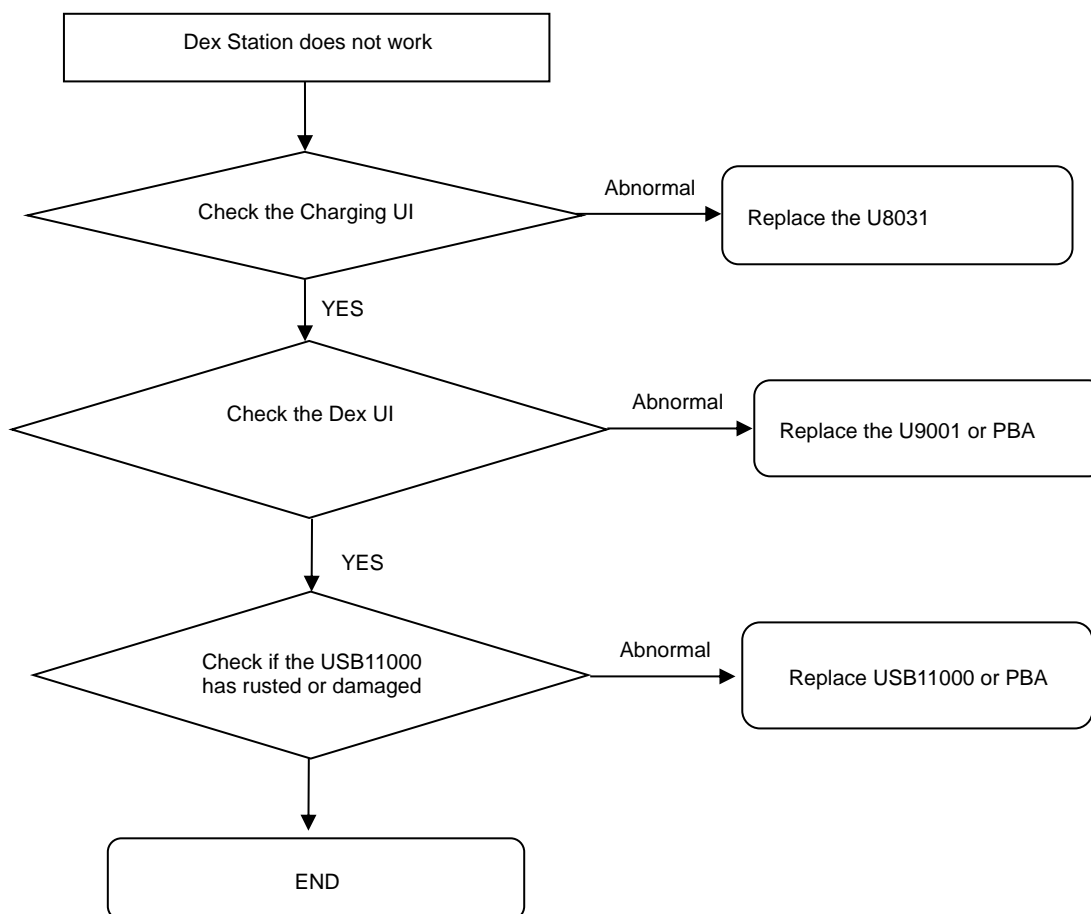 Dex Station does not work
Check the Charging UI
Abnormal
Replace the U8031
YES
Check the Dex UI
Abnormal
Replace the U9001 or PBA
YES
Check if the USB11000
has rusted or damaged
Abnormal
Replace USB11000 or PBA
END